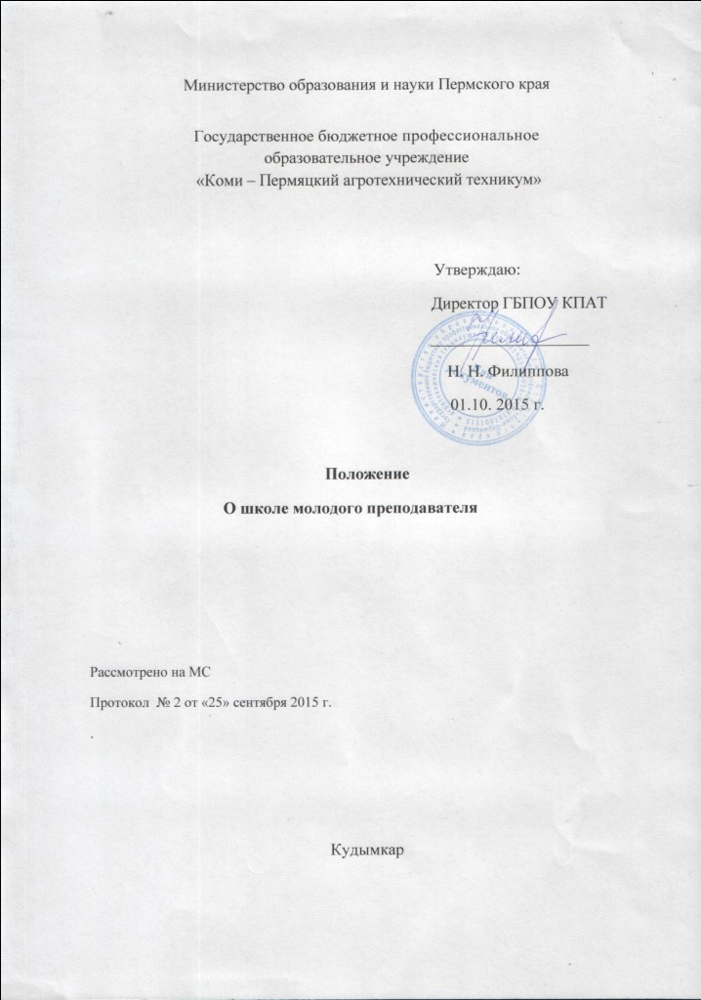 Министерство образования и науки Пермского края
Государственное бюджетное профессиональное
образовательное учреждение
«Коми – Пермяцкий агротехнический техникум»
Утверждаю:
Директор ГБПОУ КПАТ
Н. Н. Филиппова
01.10. 2015 г.
Положение
О школе молодого преподавателя
Рассмотрено на МС
Протокол № 2 от «25» сентября 2015 г.
.
Кудымкар